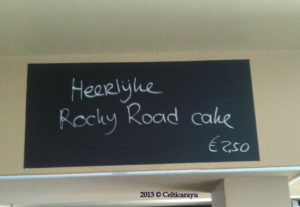 Heerlijke
Rocky Road cake
€ 2,50
2013 © Celticarayu